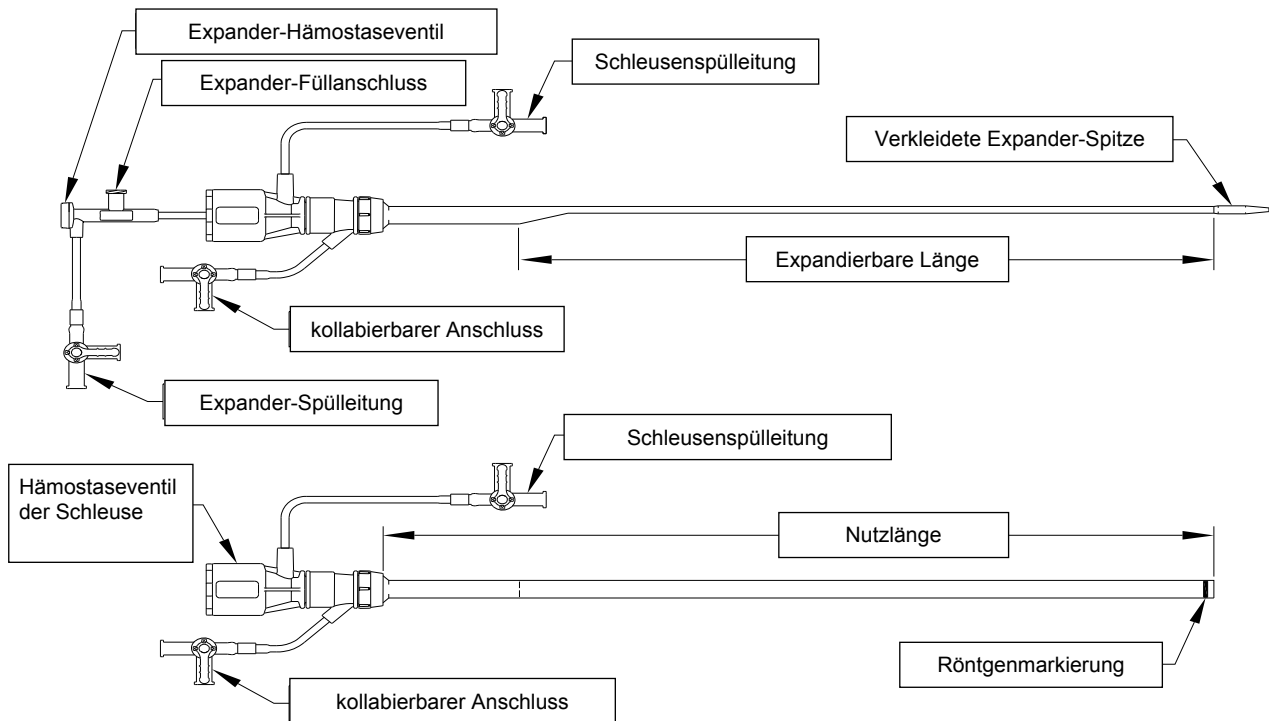 Expander-Hämostaseventil
Schleusenspülleitung
Expander-Füllanschluss
Verkleidete Expander-Spitze
Expandierbare Länge
kollabierbarer Anschluss
Expander-Spülleitung
Schleusenspülleitung
Hämostaseventil
der Schleuse
Nutzlänge
Röntgenmarkierung
kollabierbarer Anschluss